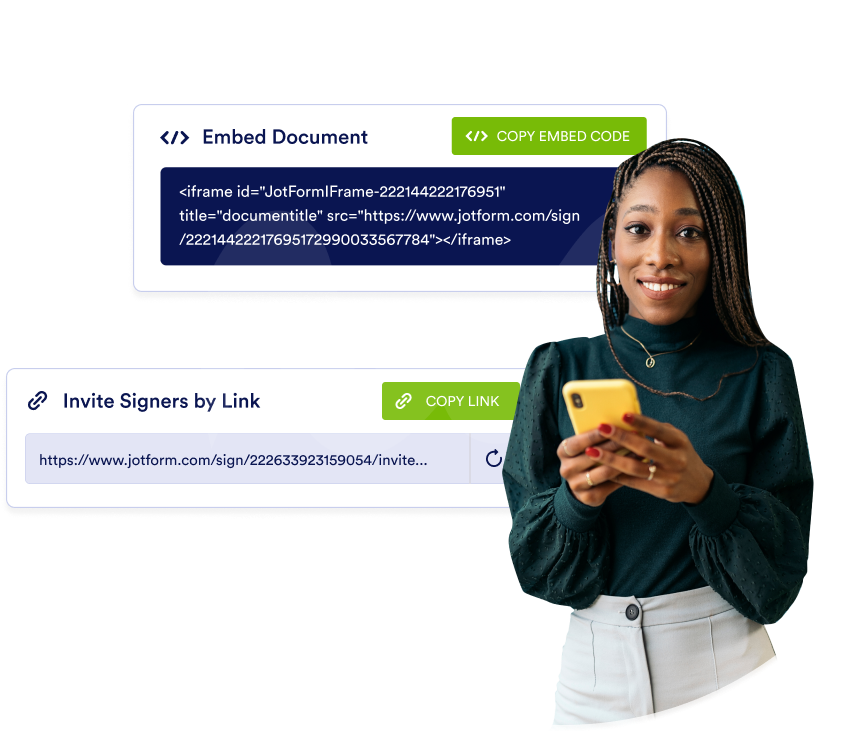 </> Embed Document
</> COPY EMBED CODE
<iframe id="JotFormIFrame-222144222176951"
title="documentitle" src="https://www.jotform.com/sign
/222144222176951172990033567784"></iframe>
Invite Signers by Link
COPY LINK
https://www.jotform.com/sign/222633923159054/invite...